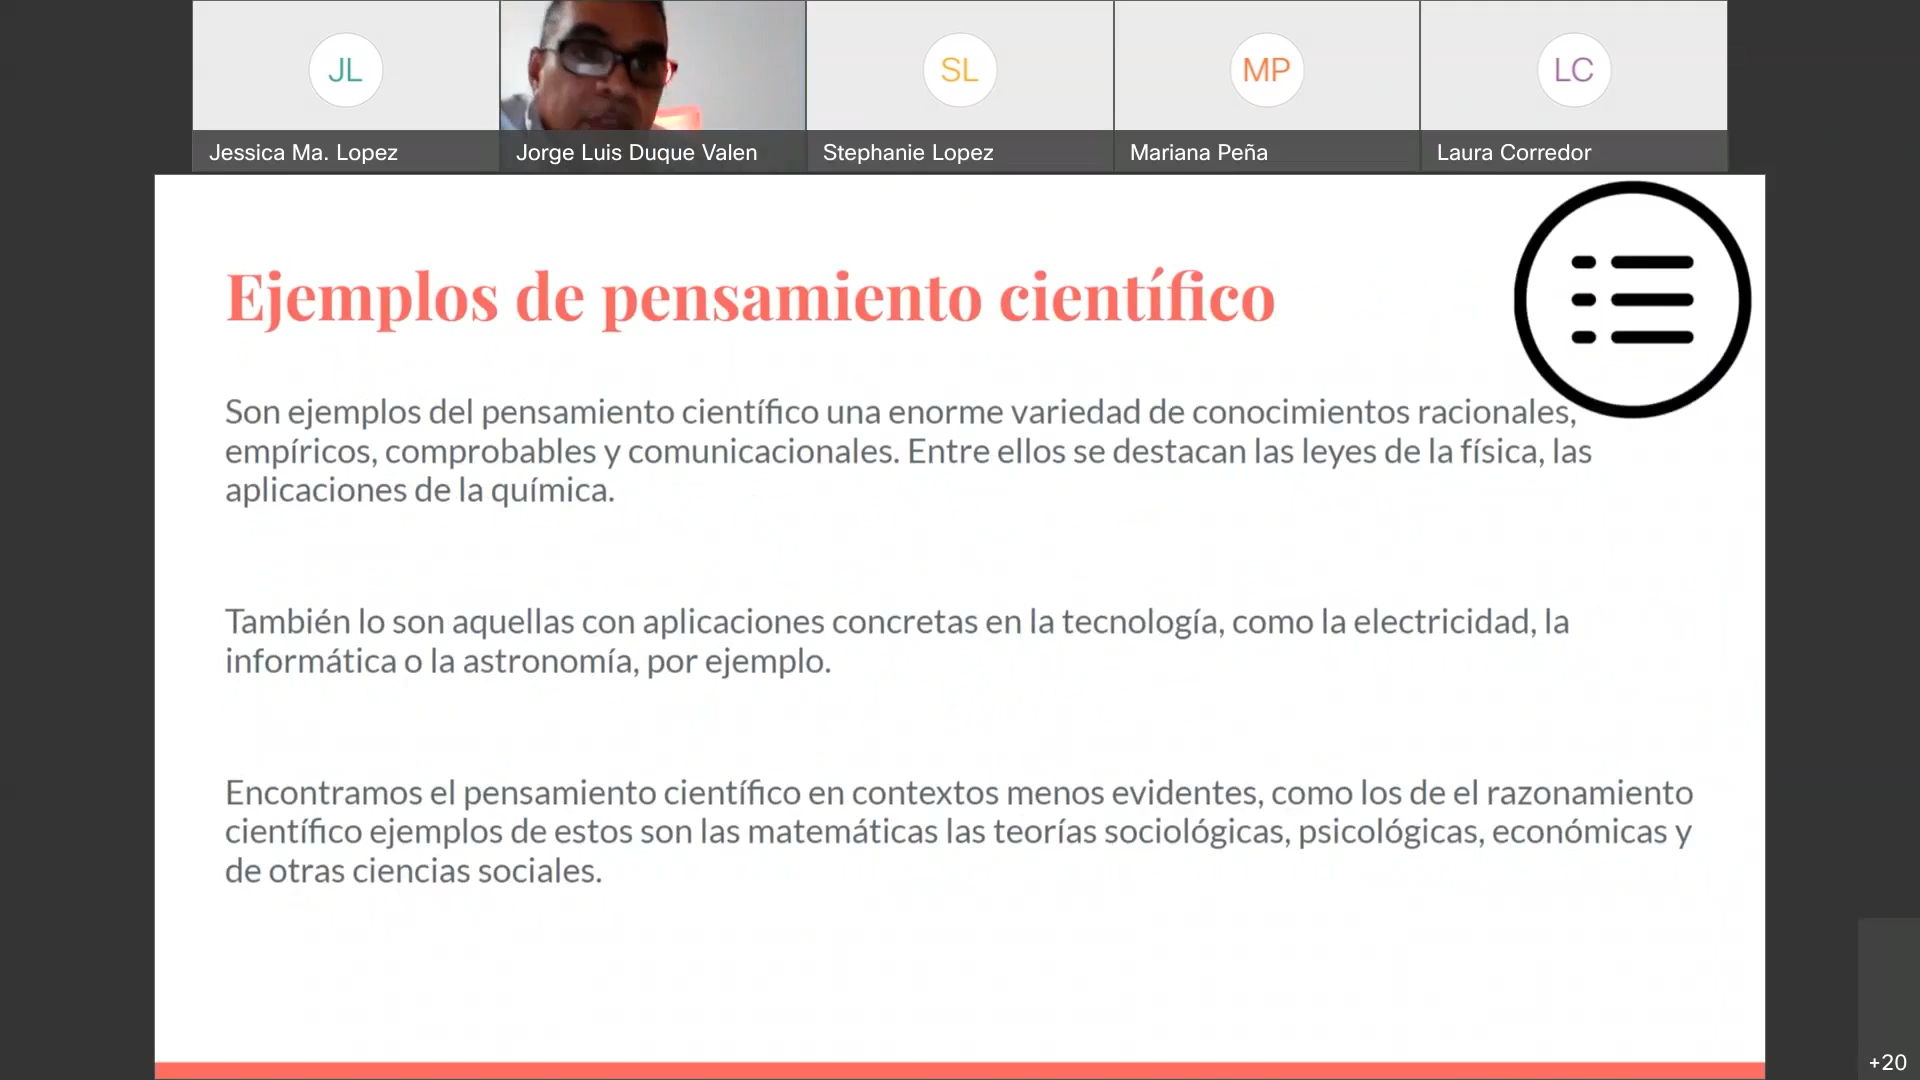 JL
SL
MP
LC
Jessica Ma. Lopez
Jorge Luis Duque Valen
Stephanie Lopez
Mariana Peña
Laura Corredor
Ejemplos de pensamiento científico
Son ejemplos del pensamiento científico una enorme variedad de conocimientos racionales,
empíricos, comprobables y comunicacionales. Entre ellos se destacan las leyes de la física, las
aplicaciones de la química.
También lo son aquellas con aplicaciones concretas en la tecnología, como la electricidad, la
informática o la astronomía, por ejemplo.
Encontramos el pensamiento científico en contextos menos evidentes, como los de el razonamiento
científico ejemplos de estos son las matemáticas las teorías sociológicas, psicológicas, económicas y
de otras ciencias sociales.
+20